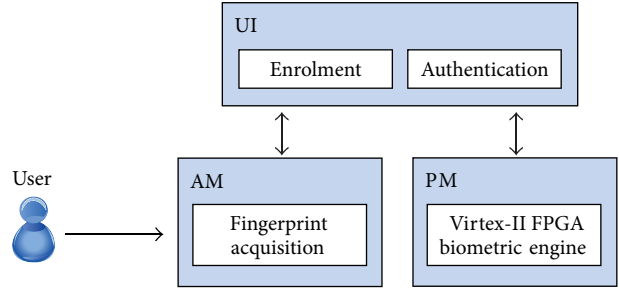 UI
Enrolment
Authentication
User
AM
Fingerprint
acquisition
PM
Virtex-II FPGA
biometric engine